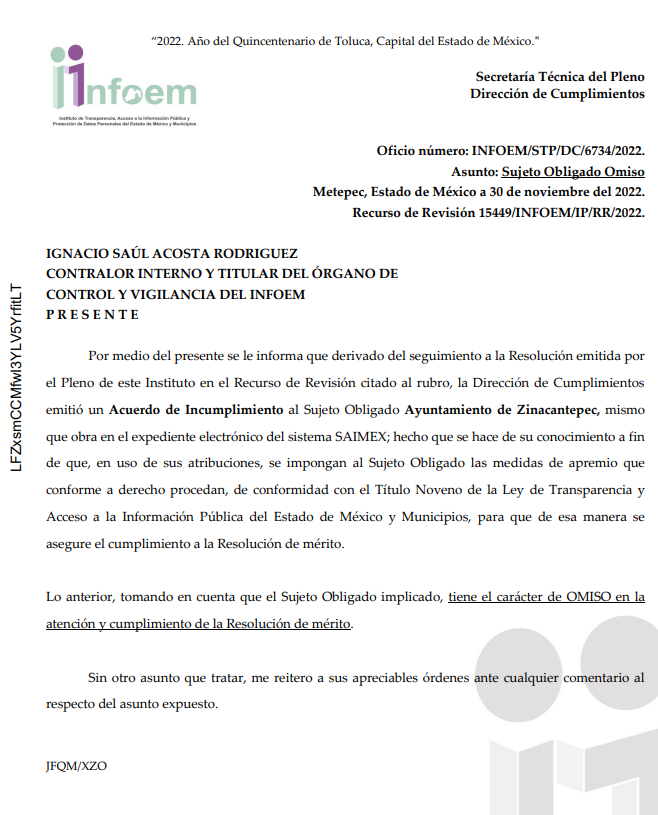 “2022. Año del Quincentenario de Toluca, Capital del Estado de México."
infoem
Instituto de Transparencia, Acceso a la Información Pública y
Protección de Datos Personales del Estado de México y Municipios
Secretaría Técnica del Pleno
Dirección de Cumplimientos
Oficio número: INFOEM/STP/DC/6734/2022.
Asunto: Sujeto Obligado Omiso
Metepec, Estado de México a 30 de noviembre del 2022.
Recurso de Revisión 15449/INFOEM/IP/RR/2022.
IGNACIO SAÚL ACOSTA RODRIGUEZ
CONTRALOR INTERNO Y TITULAR DEL ÓRGANO DE
CONTROL Y VIGILANCIA DEL INFOEM
P R E S E N T E
LFZxsmCCMfwI3YLV5YrfitLT
Por medio del presente se le informa que derivado del seguimiento a la Resolución emitida por
el Pleno de este Instituto en el Recurso de Revisión citado al rubro, la Dirección de Cumplimientos
emitió un Acuerdo de Incumplimiento al Sujeto Obligado Ayuntamiento de Zinacantepec, mismo
que obra en el expediente electrónico del sistema SAIMEX; hecho que se hace de su conocimiento a fin
de que, en uso de sus atribuciones, se impongan al Sujeto Obligado las medidas de apremio que
conforme a derecho procedan, de conformidad con el Título Noveno de la Ley de Transparencia y
Acceso a la Información Pública del Estado de México y Municipios, para que de esa manera se
asegure el cumplimiento a la Resolución de mérito.
Lo anterior, tomando en cuenta que el Sujeto Obligado implicado, tiene el carácter de OMISO en la
atención y cumplimiento de la Resolución de mérito.
Sin otro asunto que tratar, me reitero a sus apreciables órdenes ante cualquier comentario al
respecto del asunto expuesto.
JFQM/XZO